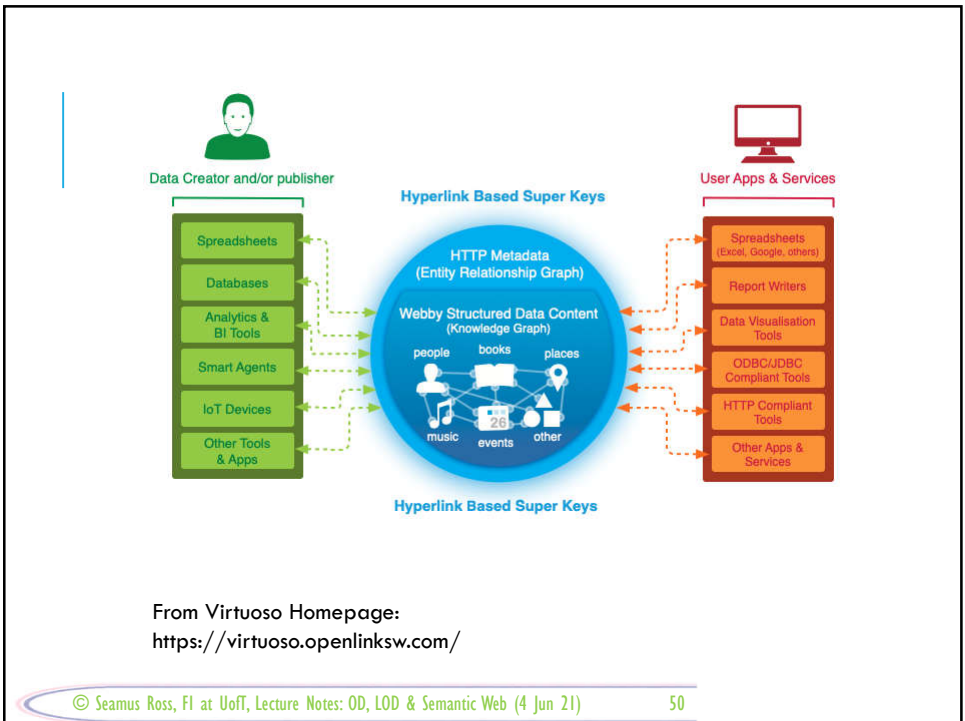 Data Creator and/or publisher
Spreadsheets
Databases
Analytics &
BI Tools
Smart Agents
IoT Devices
Other Tools
& Apps
Hyperlink Based Super Keys
HTTP Metadata
(Entity Relationship Graph)
Webby Structured Data Content
(Knowledge Graph)
people
books
places
26
music
events
other
Hyperlink Based Super Keys
User Apps & Services
Spreadsheets
(Excel, Google, others)
Report Writers
Data Visualisation
Tools
ODBC/JDBC
Compliant Tools
HTTP Compliant
Tools
Other Apps &
Services
From Virtuoso Homepage:
https://virtuoso.openlinksw.com/
© Seamus Ross, FI at UofT, Lecture Notes: OD, LOD & Semantic Web (4 Jun 21) 50